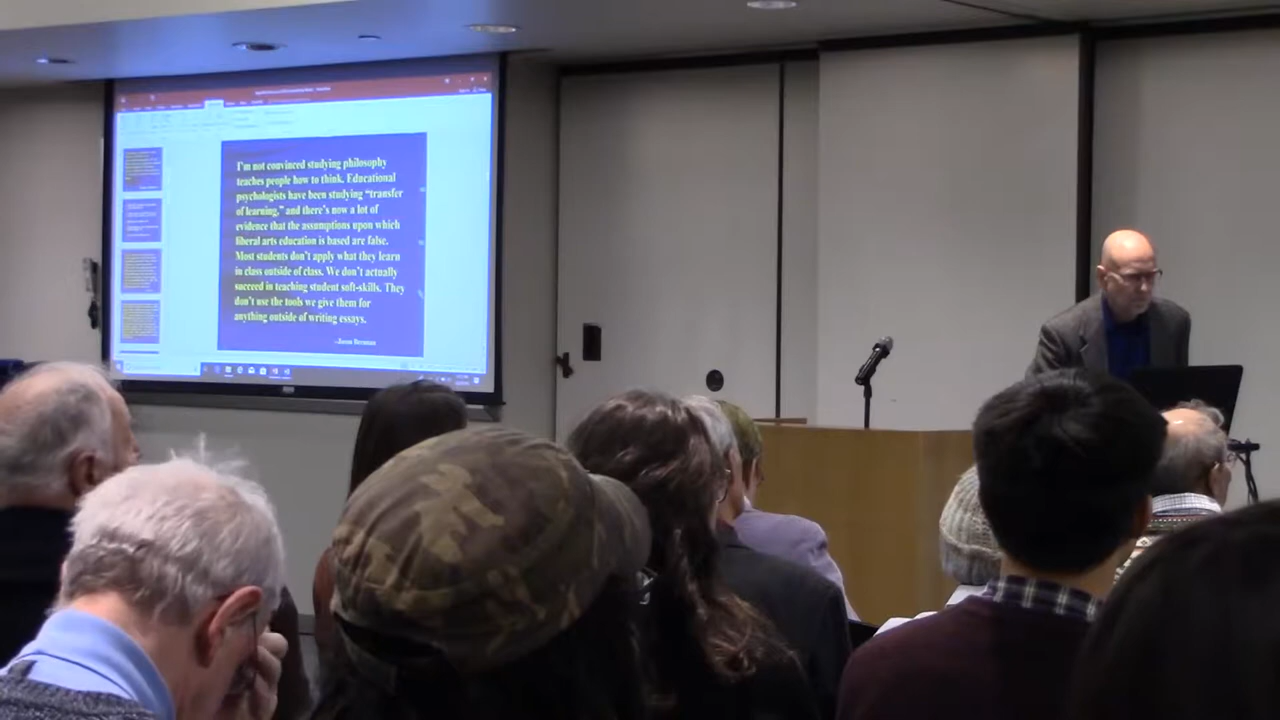 I'm not convinced studying philosophy
teaches people how to think. Educational
psychologists have been studying “transfer
of learning,” and there's now a lot of
evidence that the assumptions upon which
liberal arts education is based are false.
Most students don't apply what they learn
in class outside of class. We don't actually
succeed in teaching student soft-skills. They
don't use the tools we give them for
anything outside of writing essays.